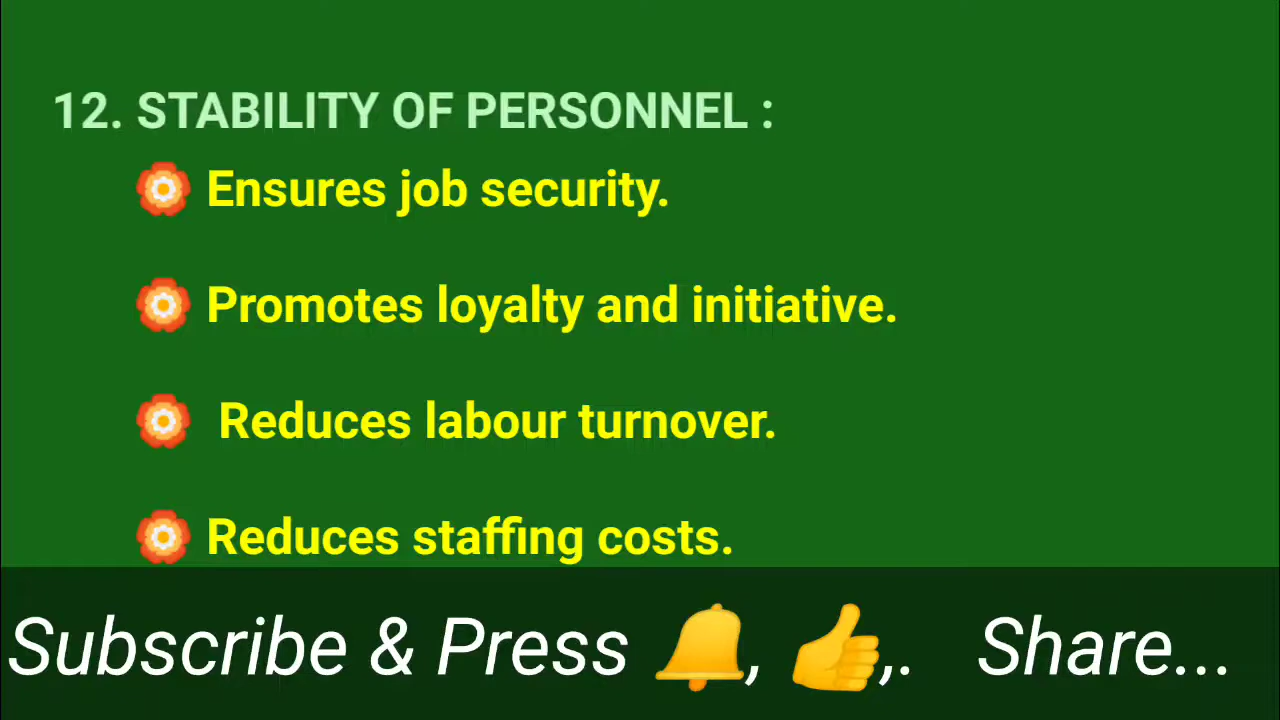 12. STABILITY OF PERSONNEL :
🏵️ Ensures job security.
🏵️ Promotes loyalty and initiative.
🏵️ Reduces labour turnover.
🏵️ Reduces staffing costs.
Subscribe & Press 🔔, 👍,. Share...